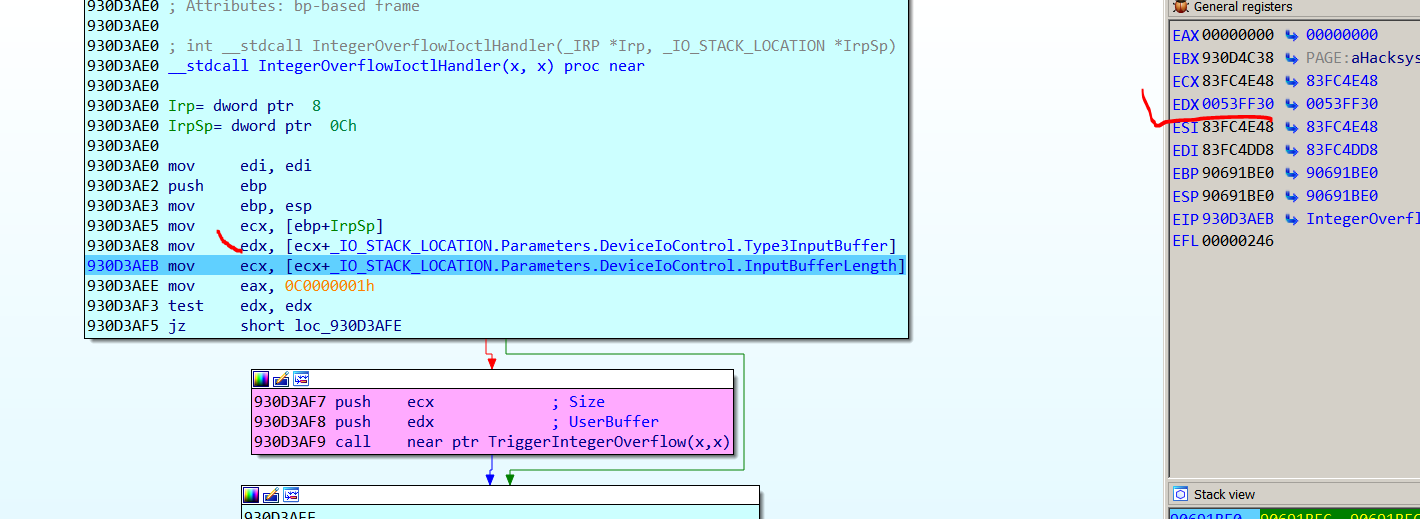 930D3AE0 ; Attributes: bp-based frame
930D3AE0
930D3AE0 ; int __stdcall IntegerOverflowIoctlHandler(_IRP *Irp, _IO_STACK_LOCATION *IrpSp)
930D3AE0 __stdcall IntegerOverflowIoctlHandler(x, x) proc near
930D3AE0
930D3AE0 Irp= dword ptr  8
930D3AE0 IrpSp= dword ptr  0Ch
930D3AE0
930D3AE0 mov     edi, edi
930D3AE2 push    ebp
930D3AE3 mov     ebp, esp
930D3AE5 mov     ecx, [ebp+IrpSp]
930D3AE8 mov     edx, [ecx+_IO_STACK_LOCATION.Parameters.DeviceIoControl.Type3InputBuffer]
930D3AEB mov     ecx, [ecx+_IO_STACK_LOCATION.Parameters.DeviceIoControl.InputBufferLength]
930D3AEE mov     eax, 0C0000001h
930D3AF3 test    edx, edx
930D3AF5 jz      short loc_930D3AFE
930D3AF7 push    ecx             ; Size
930D3AF8 push    edx             ; UserBuffer
930D3AF9 call    near ptr TriggerIntegerOverflow(x,x)
930D3AFE
General registers
EAX 00000000 00000000
EBX 930D4C38 PAGE:aHacksys
ECX 83FC4E48 83FC4E48
EDX 0053FF30 0053FF30
ESI 83FC4E48 83FC4E48
EDI 83FC4DD8 83FC4DD8
EBP 90691BE0 90691BE0
ESP 90691BE0 90691BE0
EIP 930D3AEB IntegerOverfl
EFL 00000246
Stack view
90691BE0 90691BEC